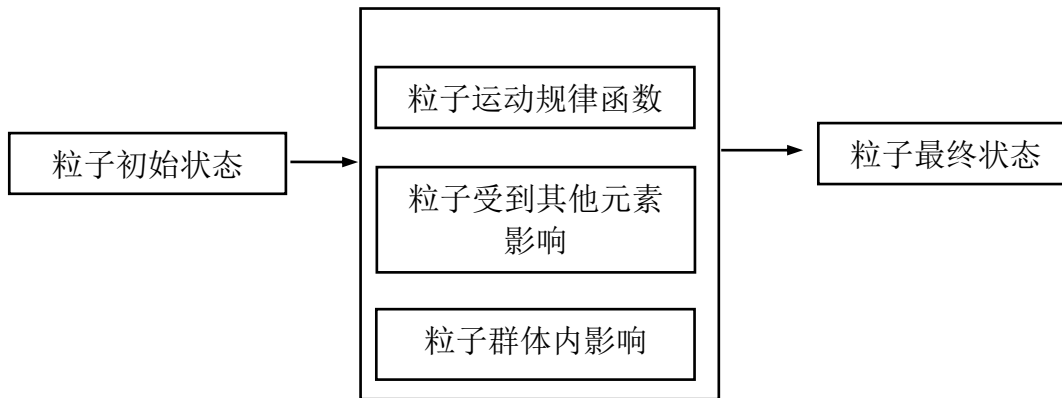 粒子初始状态
粒子运动规律函数
粒子受到其他元素
影响
粒子群体内影响
粒子最终状态